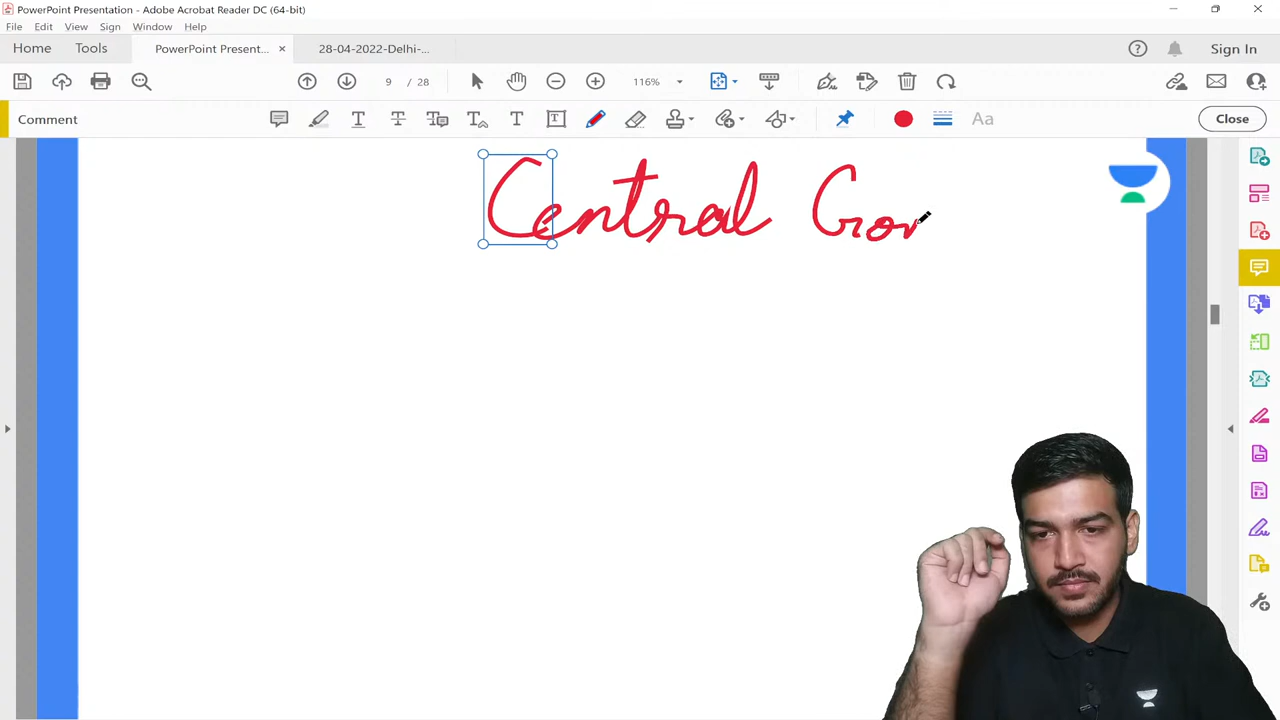 PowerPoint Presentation - Adobe Acrobat Reader DC (64-bit)
File Edit View Sign Window Help
Home Tools PowerPoint Present... × 28-04-2022-Delhi-... Sign In
9 / 28 116%
Comment Aa Close
Central Gov